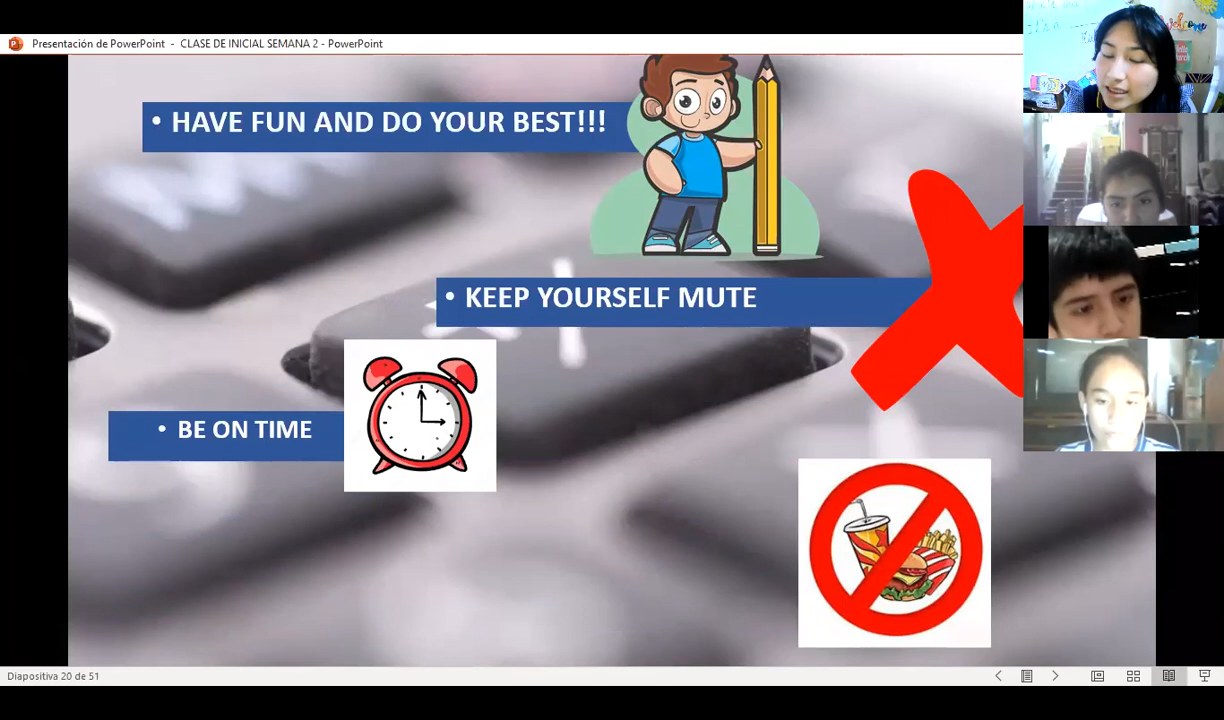 Presentación de PowerPoint - CLASE DE INICIAL SEMANA 2 - PowerPoint
• HAVE FUN AND DO YOUR BEST!!!
• KEEP YOURSELF MUTE
• BE ON TIME
Diapositiva 20 de 51